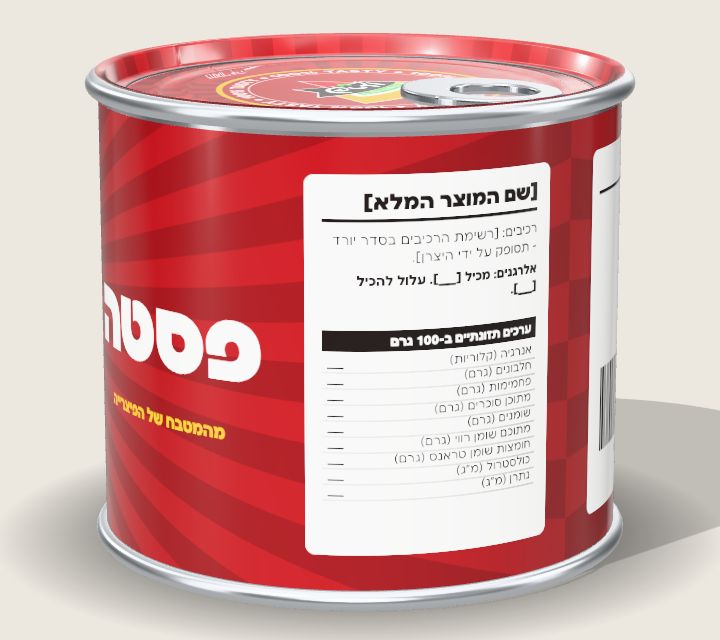 [שם המוצר המלא]
רכיבים: [רשימת הרכיבים בסדר יורד
- תסופק על ידי היצרן].
אלרגנים: מכיל [__]. עלול להכיל
[__].
ערכים תזונתיים ב-100 גרם
אנרגיה (קלוריות)
חלבונים (גרם)
פחמימות (גרם)
מתוכן סוכרים (גרם)
שומנים (גרם)
מתוכם שומן רווי (גרם)
חומצות שומן טראנס (גרם)
כולסטרול (מ"ג)
נתרן (מ"ג)
פסטה
מהמטבח של הפיצרייה